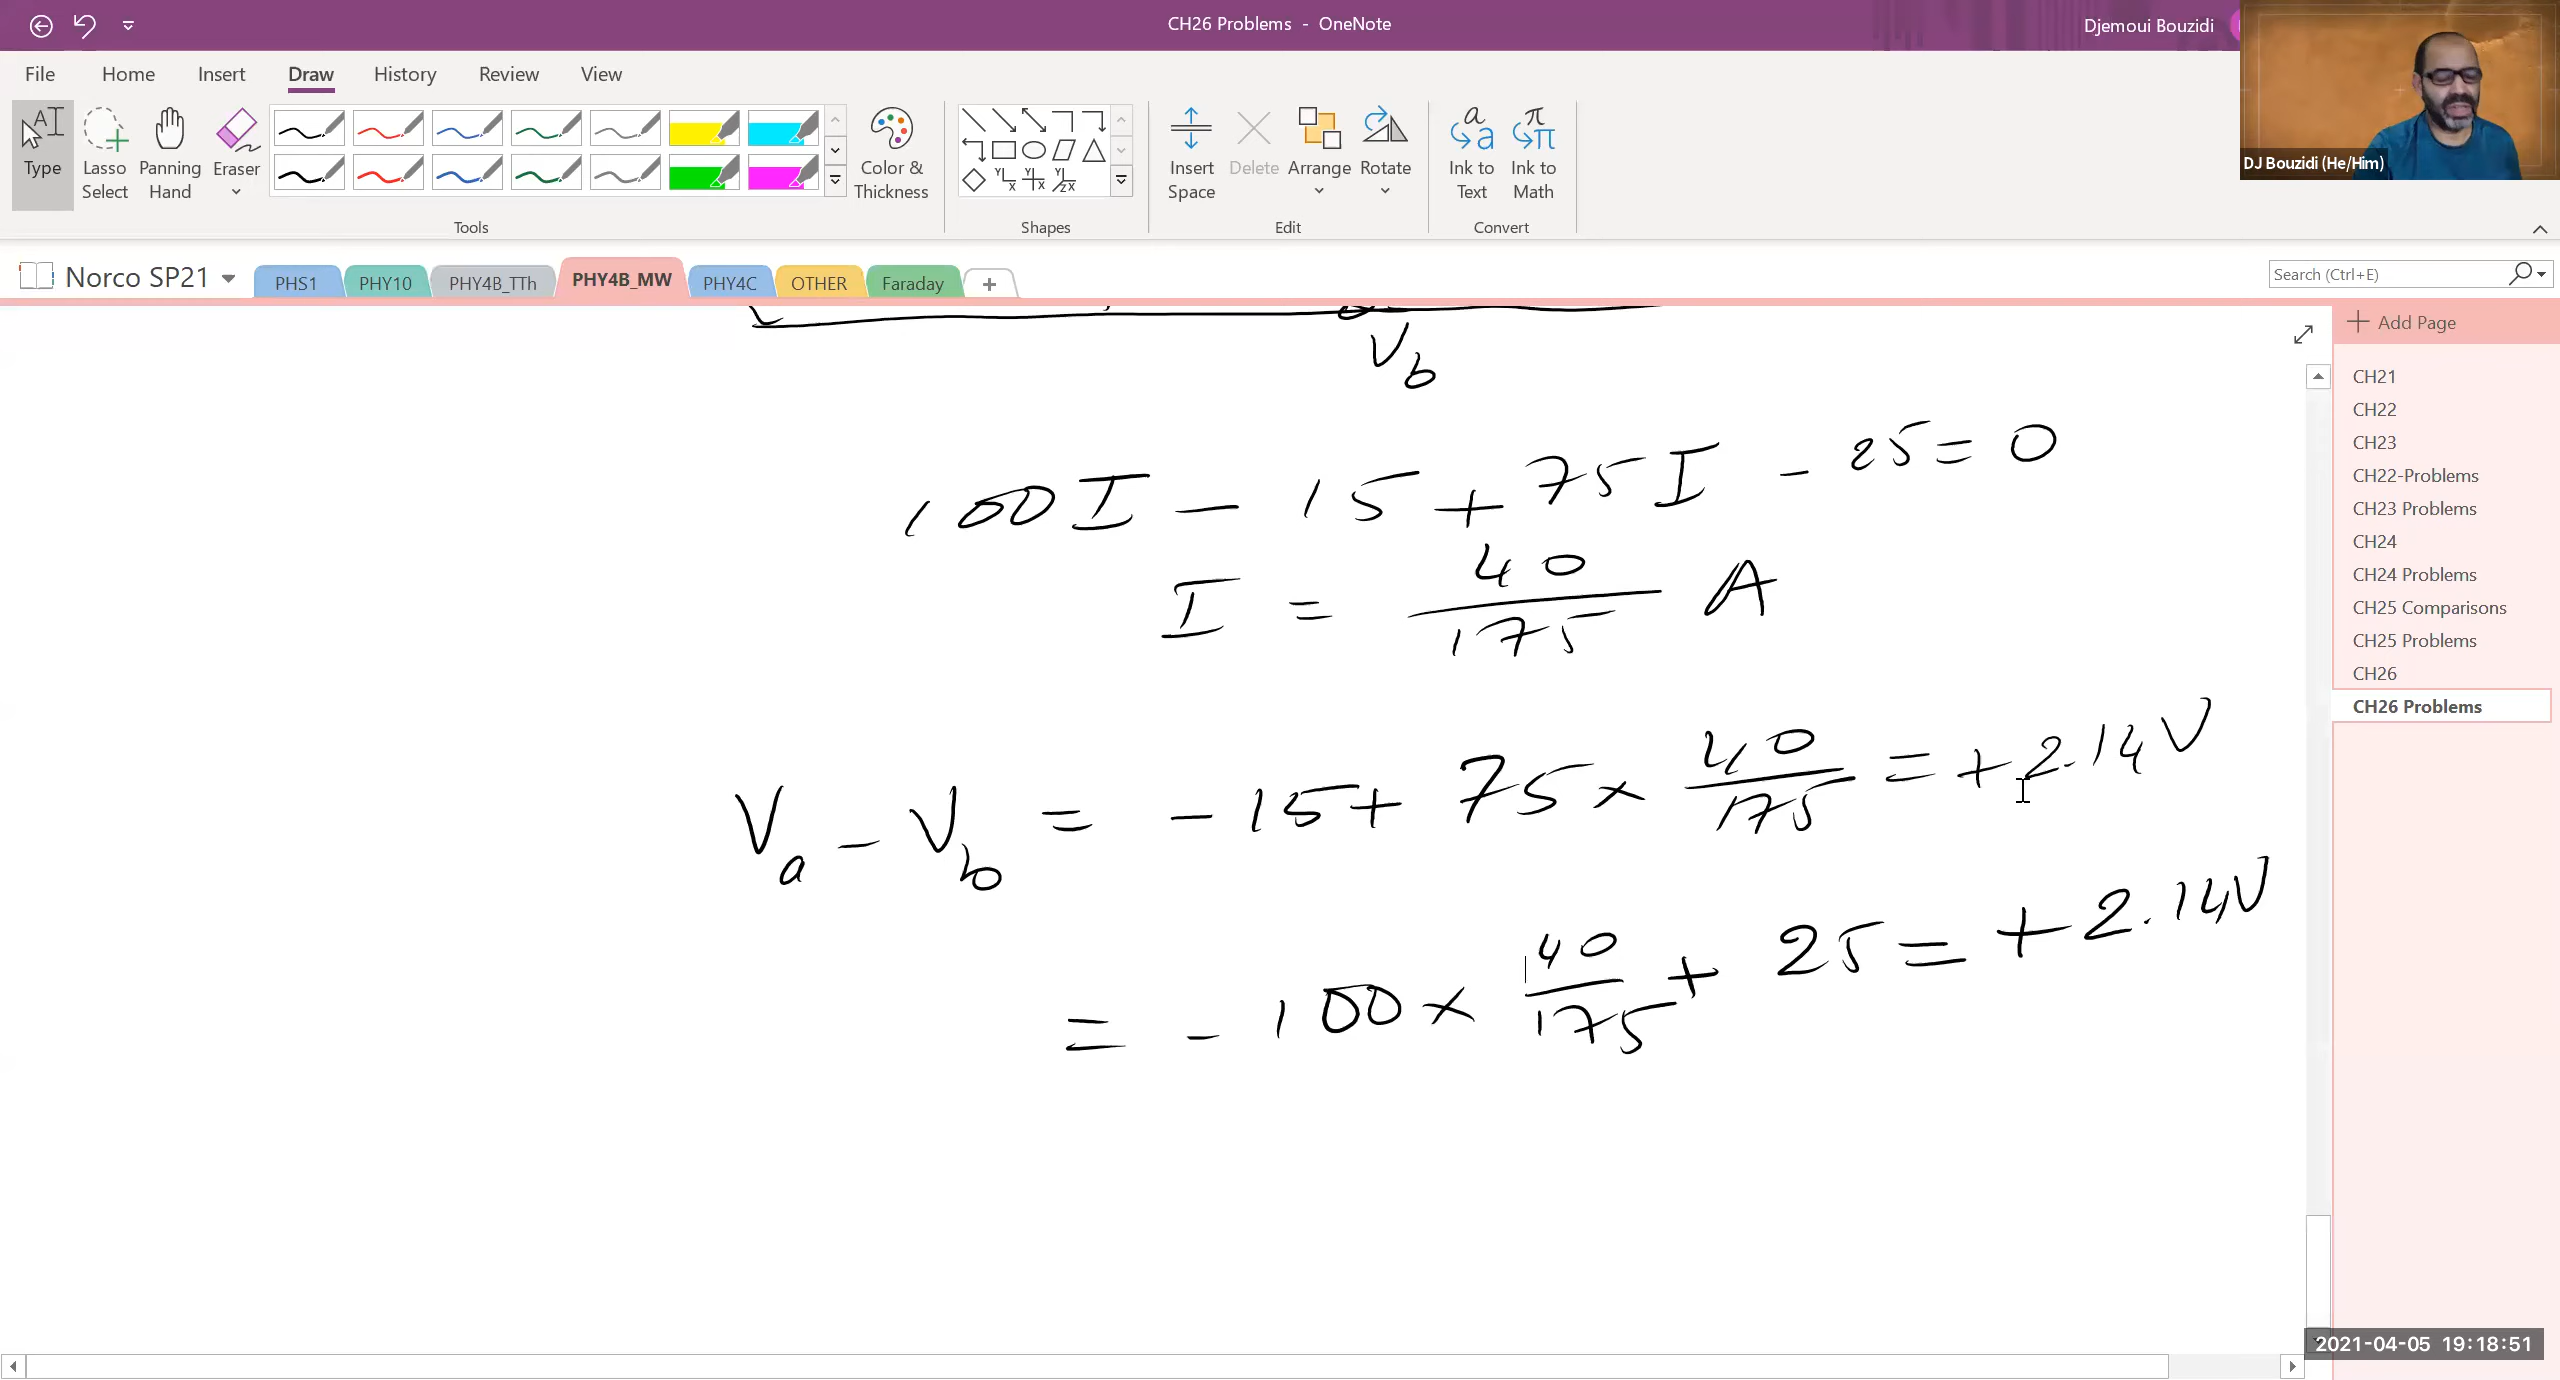 CH26 Problems - OneNote
Djemoui Bouzidi
File Home Insert Draw History Review View
DJ Bouzidi (He/Him)
Type
Lasso Select
Panning Hand
Eraser
Color & Thickness
Insert Space
Delete
Arrange
Rotate
Ink to Text
Ink to Math
Tools
Shapes
Edit
Convert
Norco SP21
PHS1 PHY10 PHY4B_TTh PHY4B_MW PHY4C OTHER Faraday +
Search (Ctrl+E)
Add Page
CH21
CH22
CH23
CH22-Problems
CH23 Problems
CH24
CH24 Problems
CH25 Comparisons
CH25 Problems
CH26
CH26 Problems
Vb
100I - 15 + 75I - 25 = 0
I = 40/175 A
Va - Vb = -15 + 75 × 40/175 = +2.14V
= -100 × 40/175 + 25 = +2.14V
2021-04-05 19:18:51